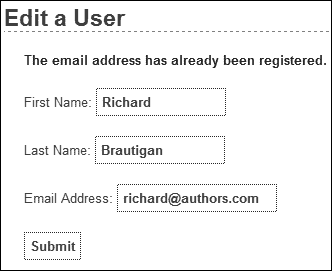 Edit a User
The email address has already been registered.
First Name: Richard
Last Name: Brautigan
Email Address: richard@authors.com
Submit